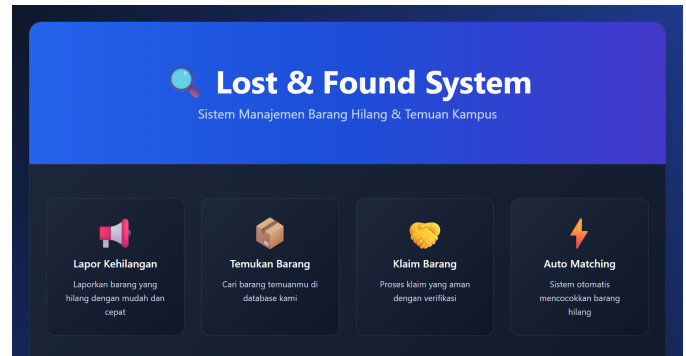 Lost & Found System
Sistem Manajemen Barang Hilang & Temuan Kampus
Lapor Kehilangan
Laporkan barang yang
hilang dengan mudah dan
cepat
Temukan Barang
Cari barang temuanmu di
database kami
Klaim Barang
Proses klaim yang aman
dengan verifikasi
Auto Matching
Sistem otomatis
mencocokkan barang
hilang